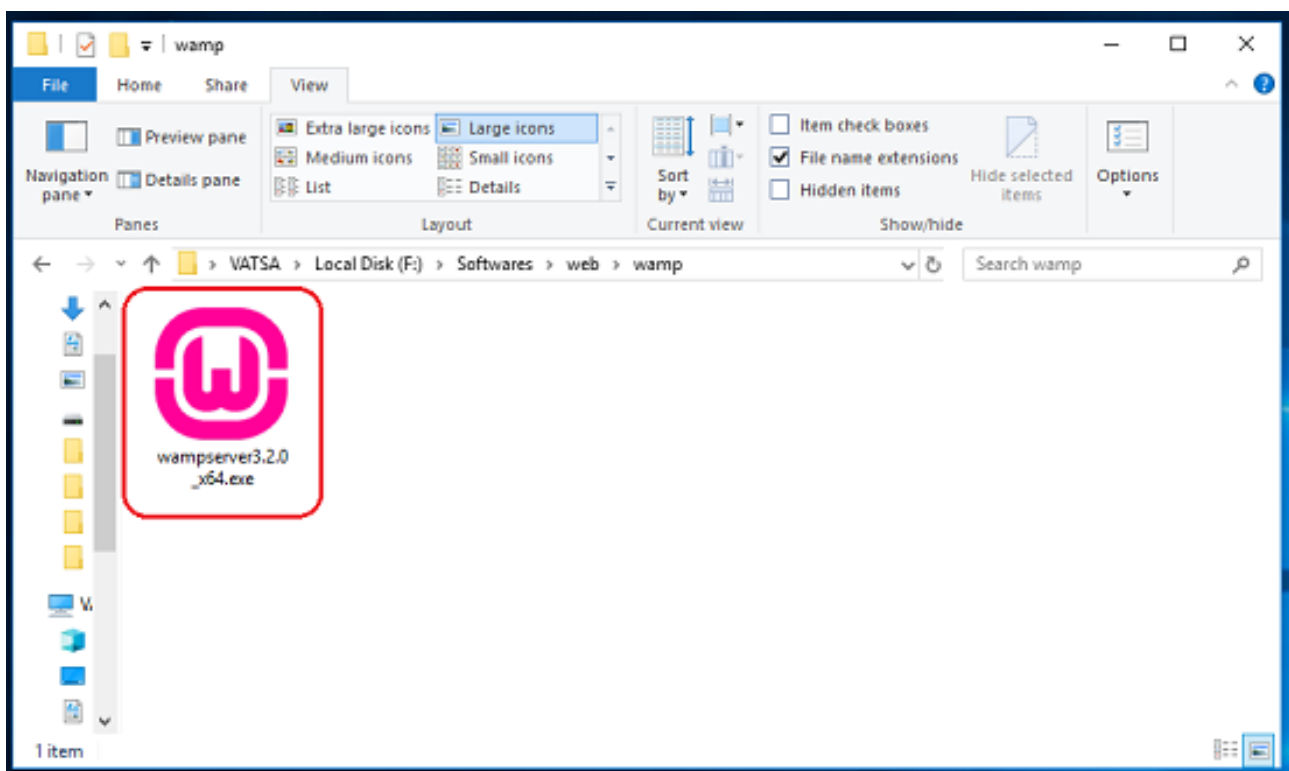 wamp
File Home Share View
Navigation pane
Preview pane
Details pane
Panes
Extra large icons Large icons
Medium icons Small icons
List Details
Layout
Sort by
Current view
Item check boxes
File name extensions
Hidden items
Hide selected items
Show/hide
Options
VATSA > Local Disk (F:) > Softwares > web > wamp
Search wamp
wampserver3.2.0
_x64.exe
1 item